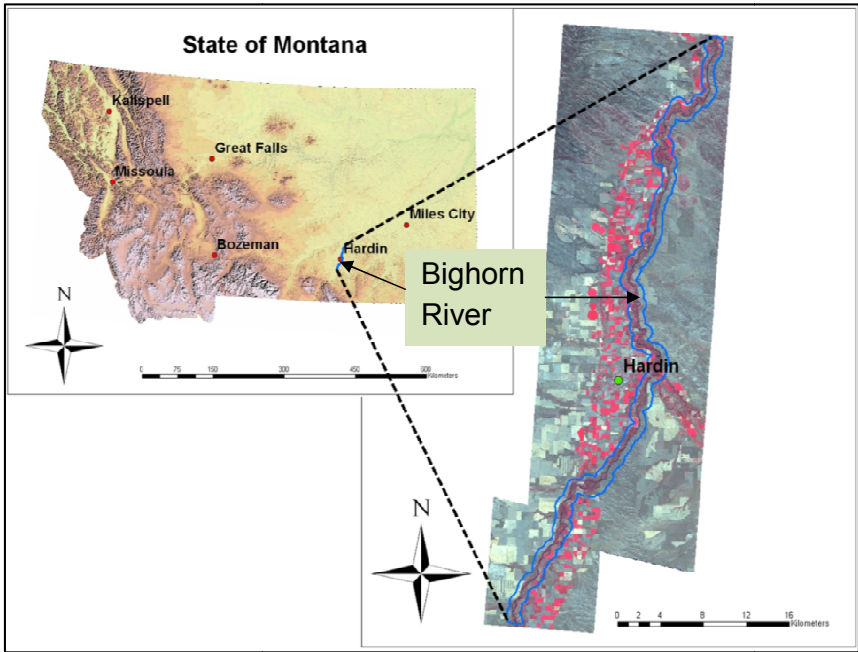 State of Montana
Kalispell
Great Falls
Missoula
Miles City
Bozeman
Hardin
Bighorn
River
N
0 75 150 300 450 600
Kilometers
Hardin
N
0 2 4 8 12 16
Kilometers